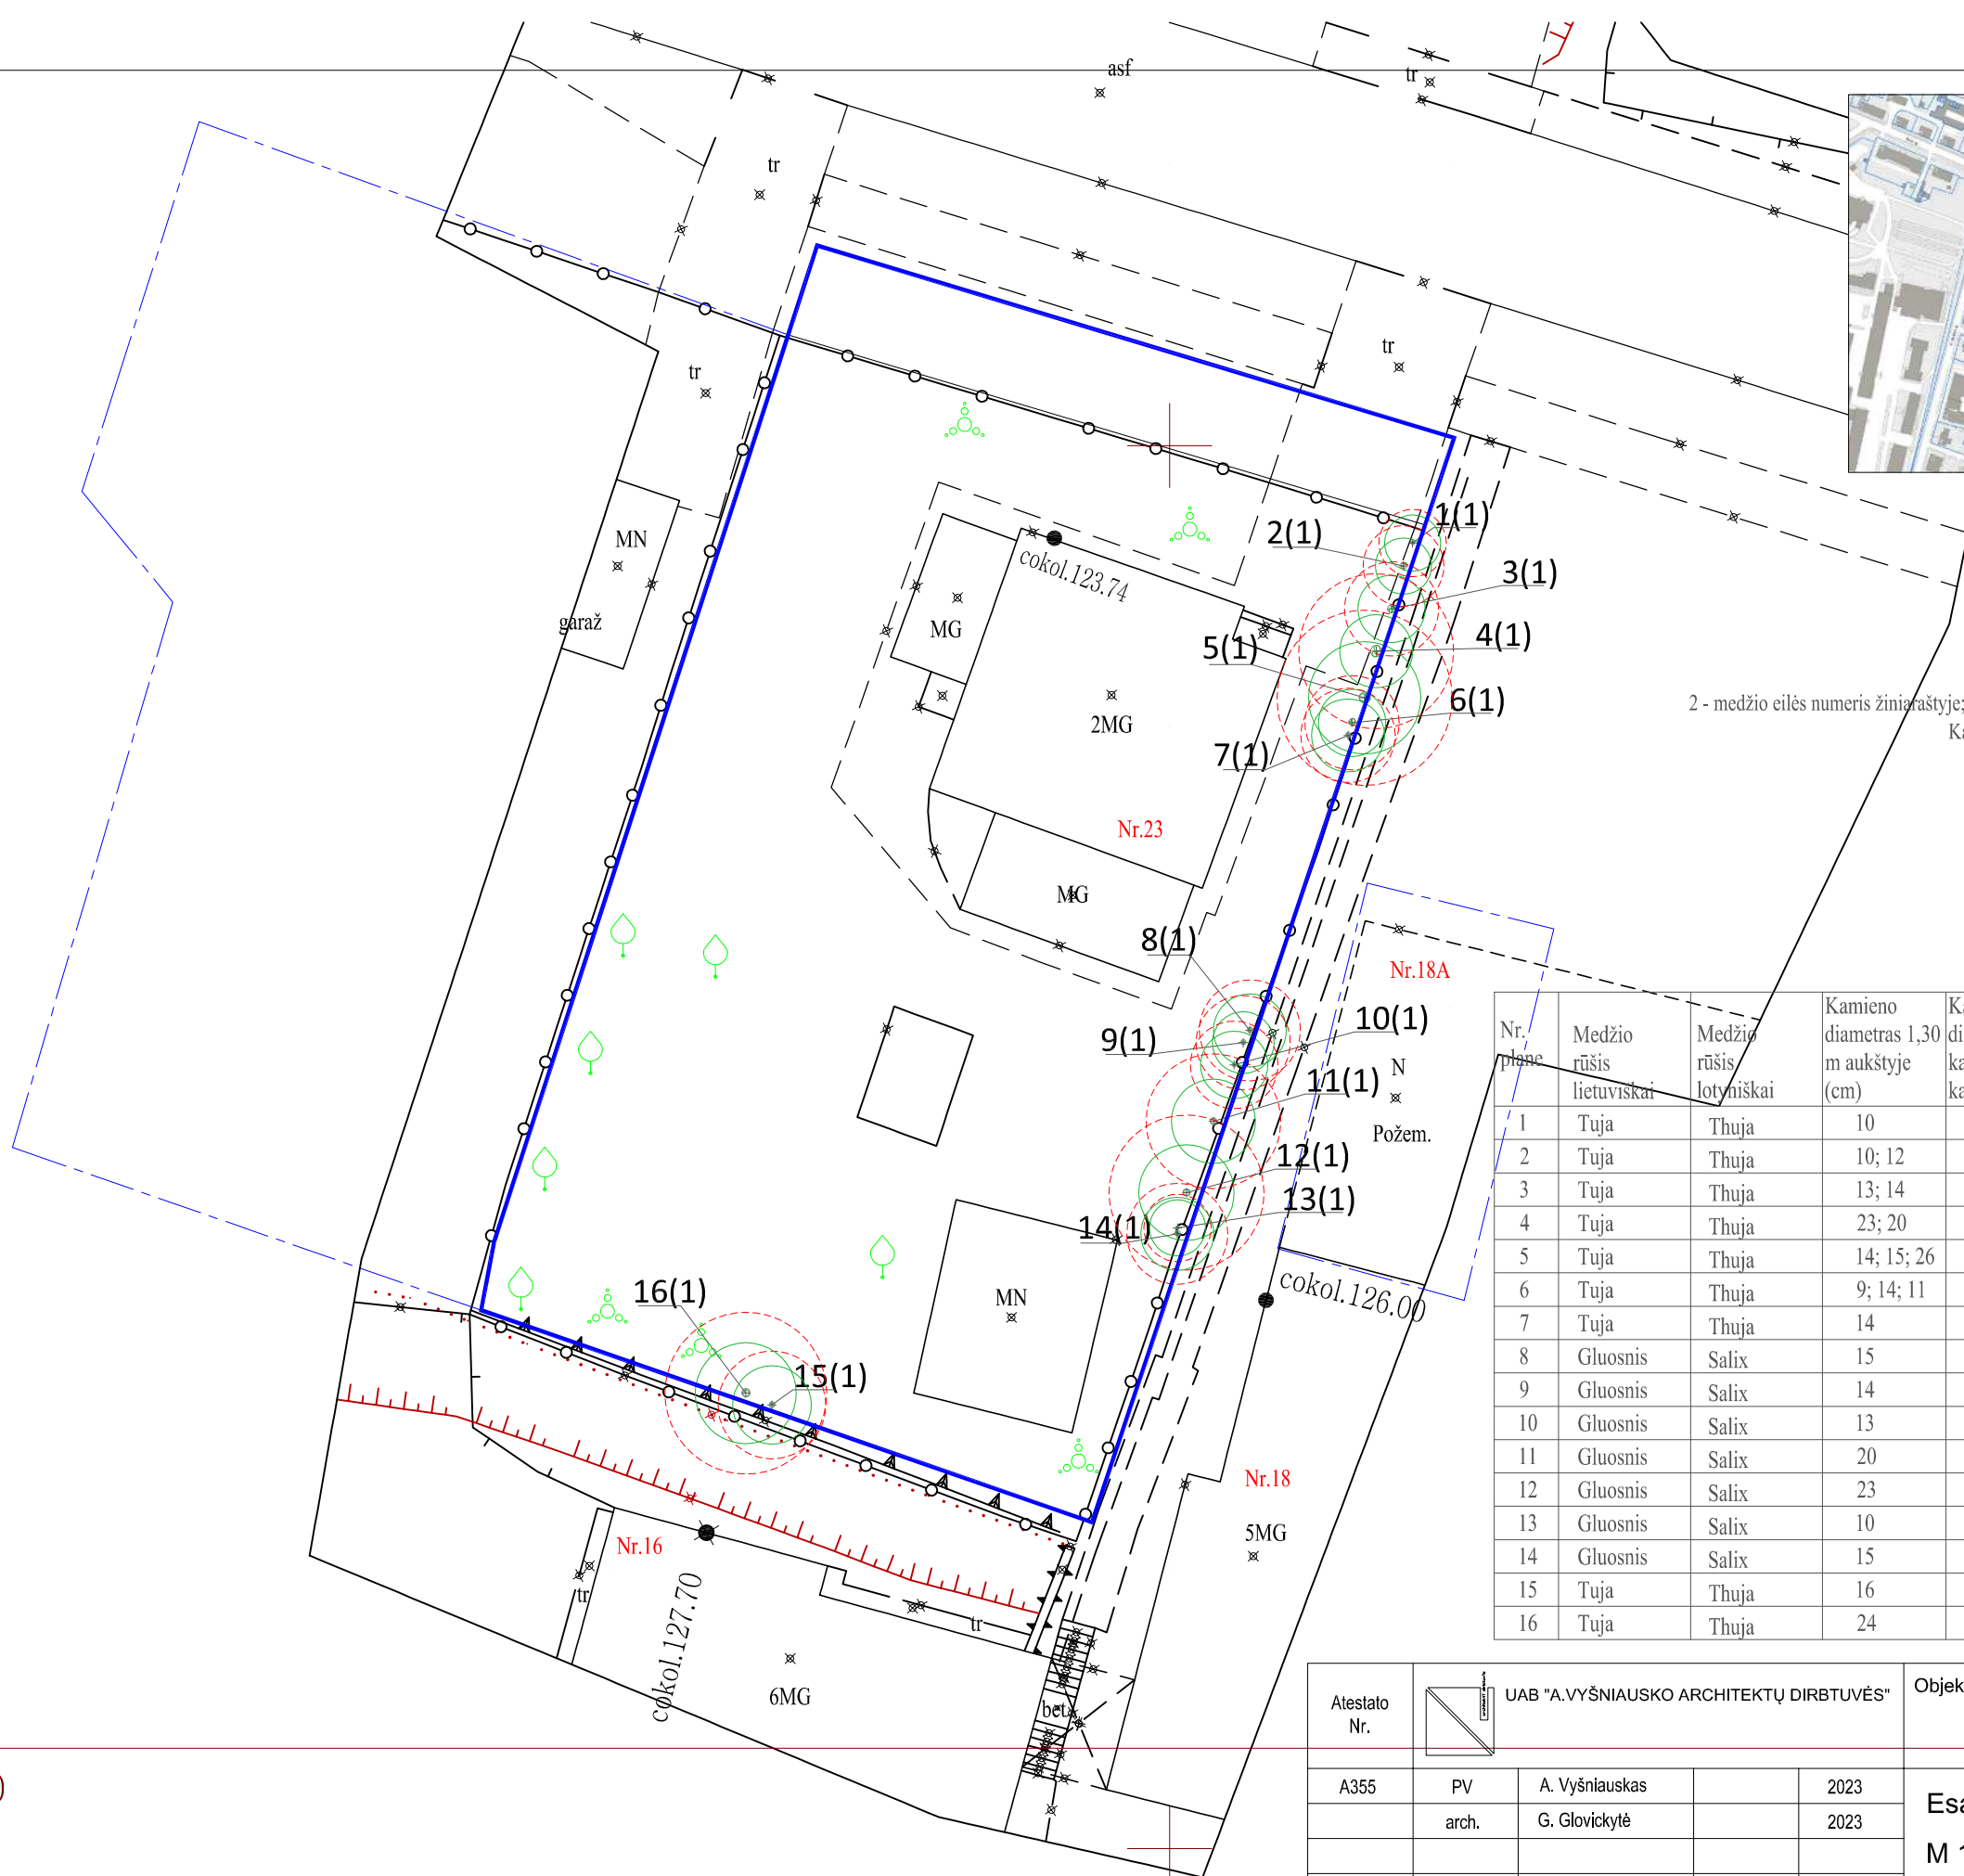 asf
tr
tr
tr
tr
1(1)
2(1)
3(1)
4(1)
5(1)
6(1)
7(1)
MN
garaž
cokol.123.74
MG
2MG
Nr.23
MG
2 - medžio eilės numeris žiniaraštyje;
8(1)
9(1)
10(1)
11(1)
12(1)
13(1)
14(1)
Nr.18A
N
Požem.
cokol.126.00
MN
16(1)
15(1)
Nr.18
5MG
Nr.16
tr
cokol.127.70
tr
6MG
bet.
Nr. plane Medžio rūšis lietuviškai Medžio rūšis lotyniškai Kamieno diametras 1,30 m aukštyje (cm)
1 Tuja Thuja 10
2 Tuja Thuja 10; 12
3 Tuja Thuja 13; 14
4 Tuja Thuja 23; 20
5 Tuja Thuja 14; 15; 26
6 Tuja Thuja 9; 14; 11
7 Tuja Thuja 14
8 Gluosnis Salix 15
9 Gluosnis Salix 14
10 Gluosnis Salix 13
11 Gluosnis Salix 20
12 Gluosnis Salix 23
13 Gluosnis Salix 10
14 Gluosnis Salix 15
15 Tuja Thuja 16
16 Tuja Thuja 24
Atestato Nr.
UAB "A.VYŠNIAUSKO ARCHITEKTŲ DIRBTUVĖS"
Objek
A355 PV A. Vyšniauskas 2023
arch. G. Glovickytė 2023
Esa
M 1